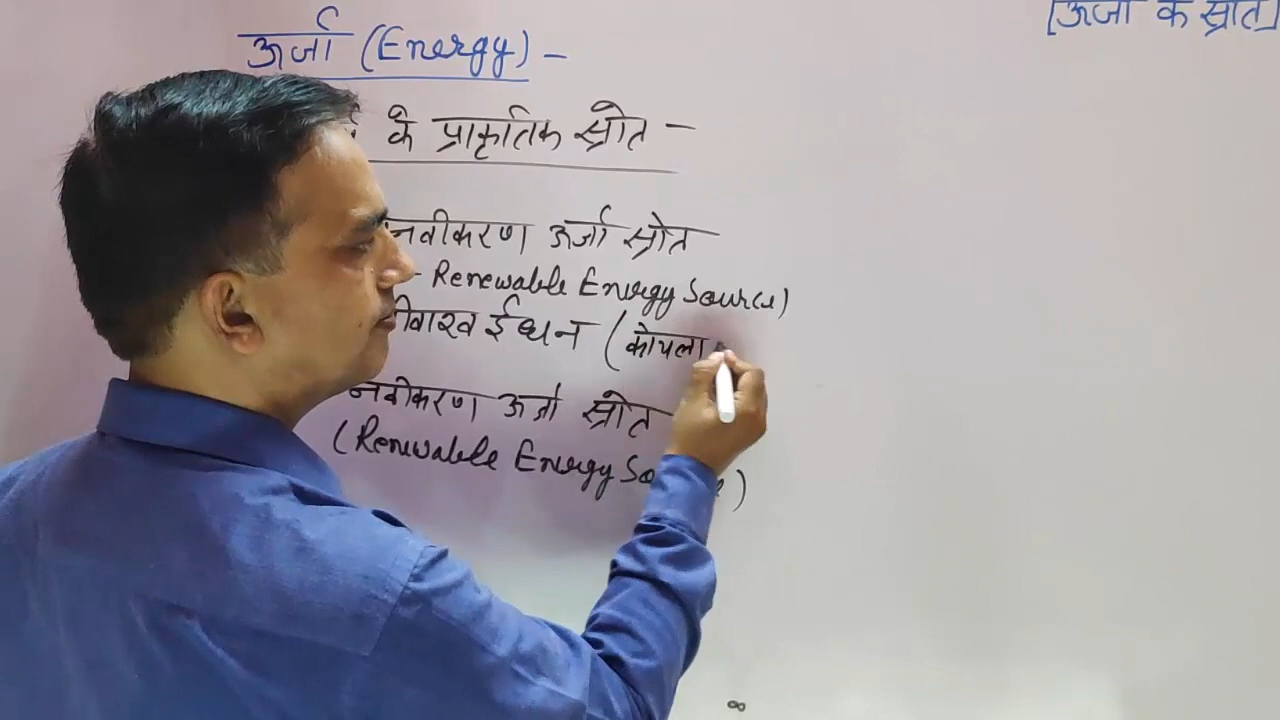 [ऊर्जा के स्रोत]
ऊर्जा (Energy) -
के प्राकृतिक स्रोत -
नवीकरण ऊर्जा स्रोत
- Renewable Energy Source)
ईंधन (कोयला
नवीकरण ऊर्जा स्रोत
(Renewable Energy